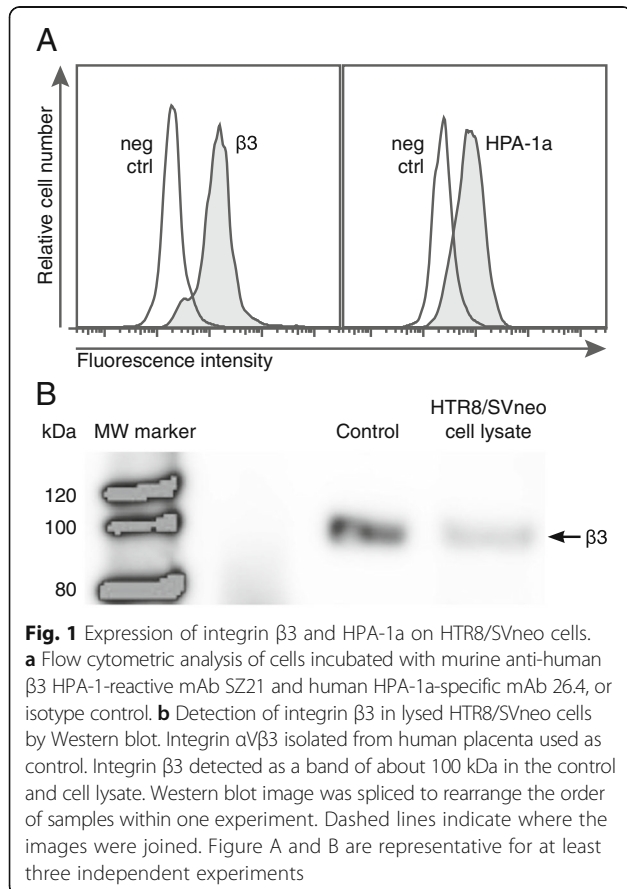 A
Relative cell number
neg
ctrl
β3
neg
ctrl
HPA-1a
Fluorescence intensity
B
kDa
MW marker
Control
HTR8/SVneo
cell lysate
120
100
80
β3
Fig. 1 Expression of integrin β3 and HPA-1a on HTR8/SVneo cells.
a Flow cytometric analysis of cells incubated with murine anti-human
β3 HPA-1-reactive mAb SZ21 and human HPA-1a-specific mAb 26.4, or
isotype control. b Detection of integrin β3 in lysed HTR8/SVneo cells
by Western blot. Integrin αVβ3 isolated from human placenta used as
control. Integrin β3 detected as a band of about 100 kDa in the control
and cell lysate. Western blot image was spliced to rearrange the order
of samples within one experiment. Dashed lines indicate where the
images were joined. Figure A and B are representative for at least
three independent experiments